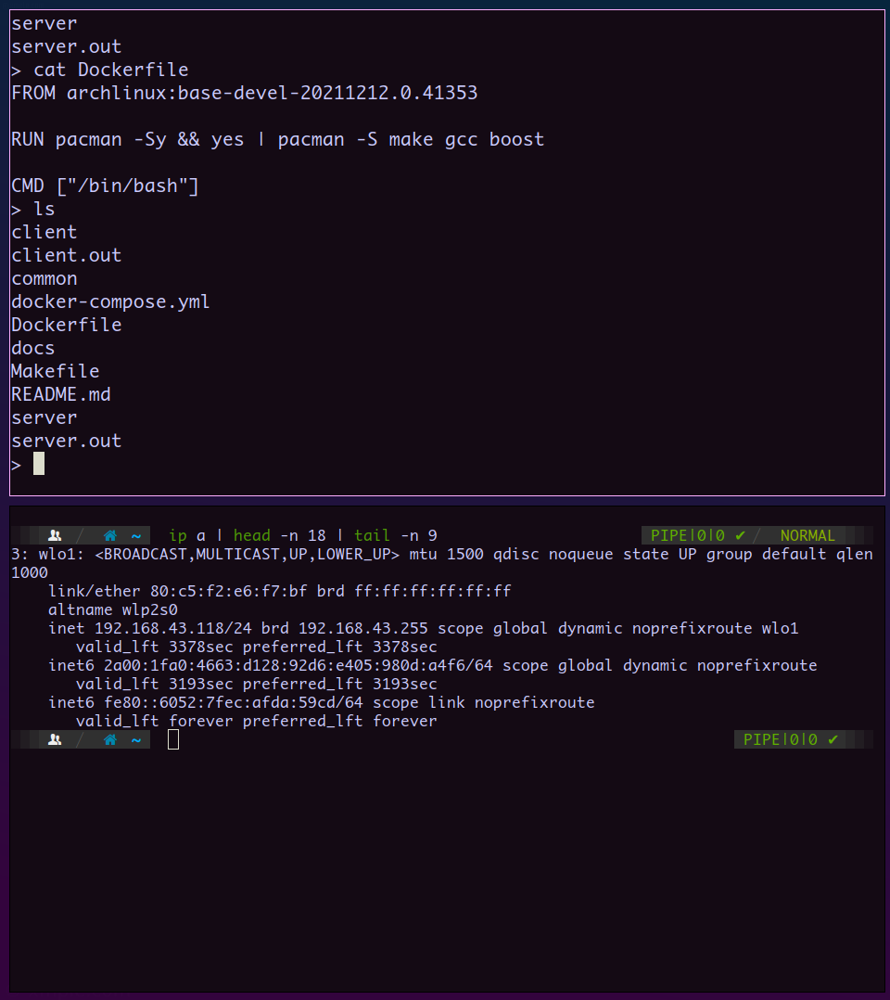 server
server.out
> cat Dockerfile
FROM archlinux:base-devel-20211212.0.41353
RUN pacman -Sy && yes | pacman -S make gcc boost
CMD ["/bin/bash"]
> ls
client
client.out
common
docker-compose.yml
Dockerfile
docs
Makefile
README.md
server
server.out
>
/ ~ ip a | head -n 18 | tail -n 9 PIPE|0|0 ✔ / NORMAL
3: wlo1: <BROADCAST,MULTICAST,UP,LOWER_UP> mtu 1500 qdisc noqueue state UP group default qlen
1000
link/ether 80:c5:f2:e6:f7:bf brd ff:ff:ff:ff:ff:ff
altname wlp2s0
inet 192.168.43.118/24 brd 192.168.43.255 scope global dynamic noprefixroute wlo1
valid_lft 3378sec preferred_lft 3378sec
inet6 2a00:1fa0:4663:d128:92d6:e405:980d:a4f6/64 scope global dynamic noprefixroute
valid_lft 3193sec preferred_lft 3193sec
inet6 fe80::6052:7fec:afda:59cd/64 scope link noprefixroute
valid_lft forever preferred_lft forever
/ ~ PIPE|0|0 ✔